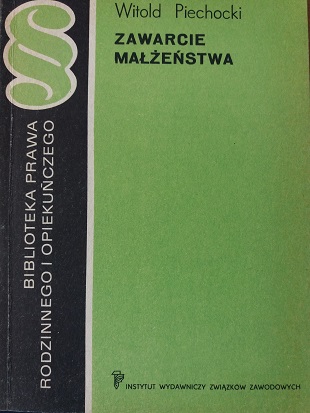 Witold Piechocki
ZAWARCIE
MAŁŻEŃSTWA
BIBLIOTEKA PRAWA
RODZINNEGO I OPIEKUŃCZEGO
INSTYTUT WYDAWNICZY ZWIĄZKÓW ZAWODOWYCH